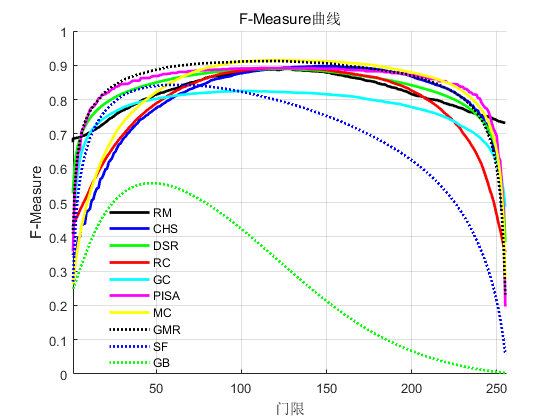 F-Measure曲线
1
0.9
0.8
0.7
0.6
0.5
0.4
0.3
0.2
0.1
0
F-Measure
RM
CHS
DSR
RC
GC
PISA
MC
GMR
SF
GB
50 100 150 200 250
门限